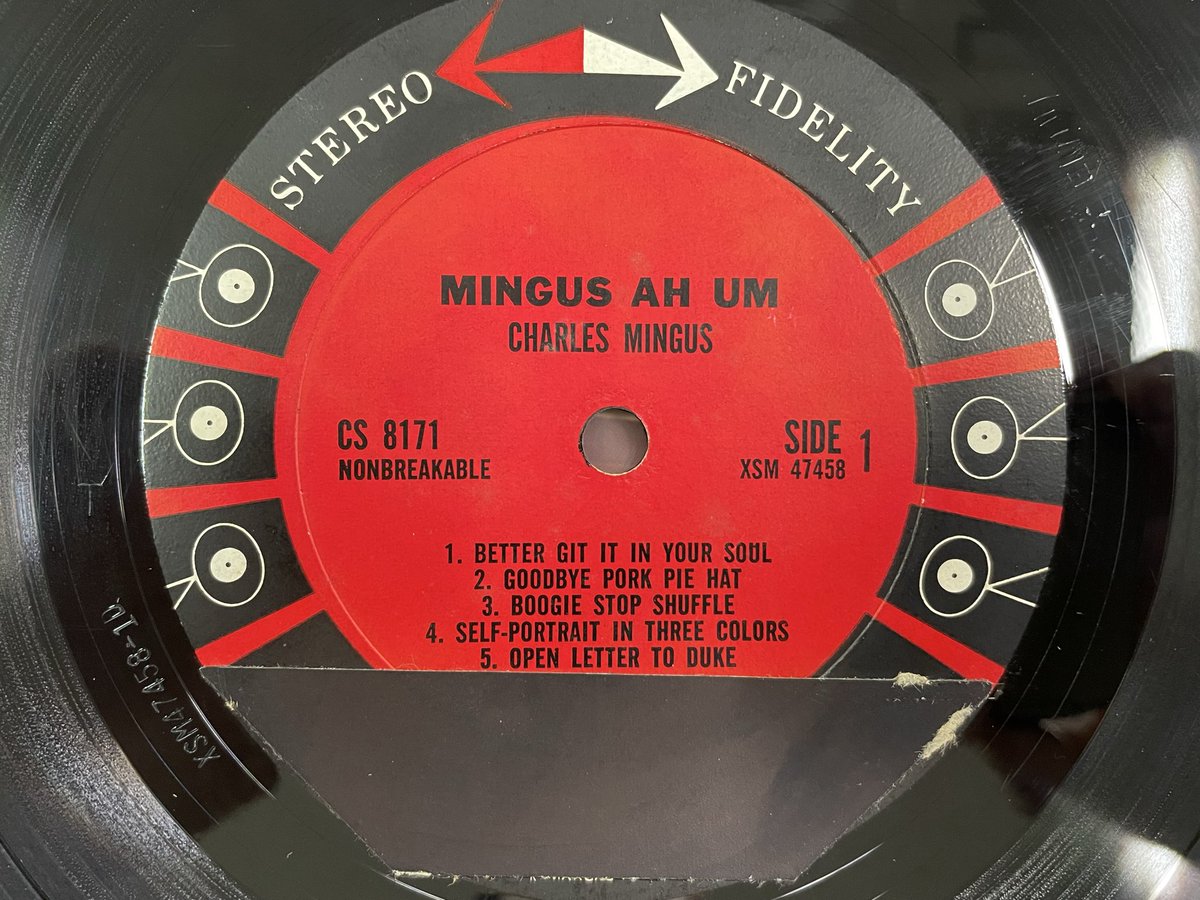 STEREO FIDELITY
MINGUS AH UM
CHARLES MINGUS
CS 8171
NONBREAKABLE
SIDE 1
XSM 47458
1. BETTER GIT IT IN YOUR SOUL
2. GOODBYE PORK PIE HAT
3. BOOGIE STOP SHUFFLE
4. SELF-PORTRAIT IN THREE COLORS
5. OPEN LETTER TO DUKE
XSM47458-1D